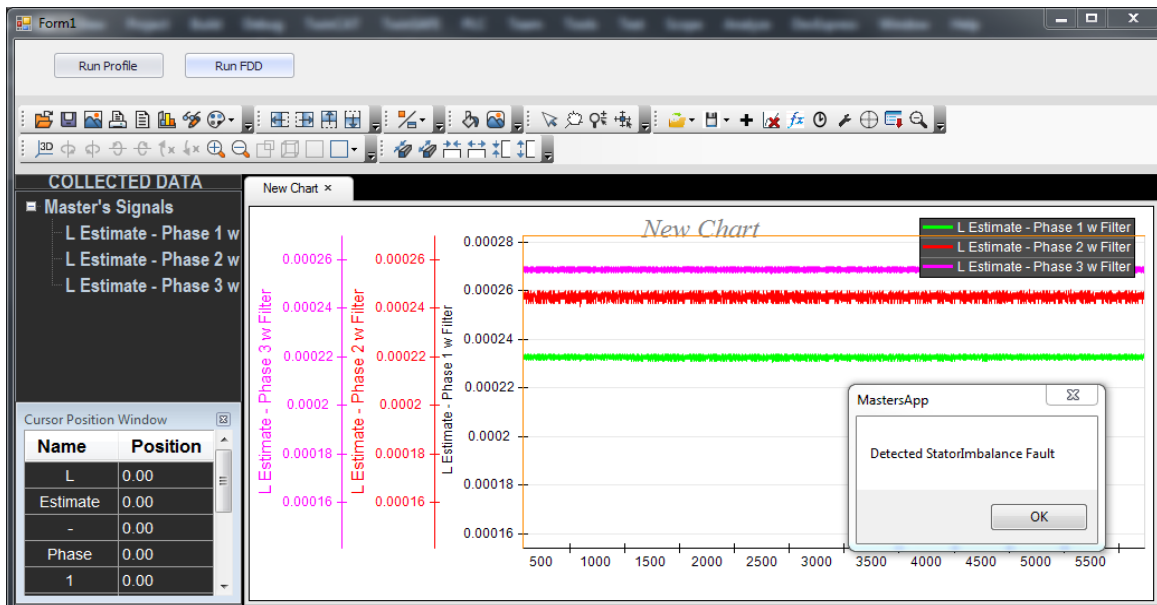 Form1
Run Profile
Run FDD
3D
fx
COLLECTED DATA
Master's Signals
L Estimate - Phase 1 w
L Estimate - Phase 2 w
L Estimate - Phase 3 w
New Chart ×
New Chart
L Estimate - Phase 1 w Filter
L Estimate - Phase 2 w Filter
L Estimate - Phase 3 w Filter
L Estimate - Phase 3 w Filter
0.00026
0.00024
0.00022
0.0002
0.00018
0.00016
L Estimate - Phase 2 w Filter
0.00026
0.00024
0.00022
0.0002
0.00018
0.00016
L Estimate - Phase 1 w Filter
0.00028
0.00026
0.00024
0.00022
0.0002
0.00018
0.00016
500 1000 1500 2000 2500 3000 3500 4000 4500 5000 5500
MastersApp
Detected StatorImbalance Fault
OK
Cursor Position Window
Name Position
L 0.00
Estimate 0.00
- 0.00
Phase 0.00
1 0.00